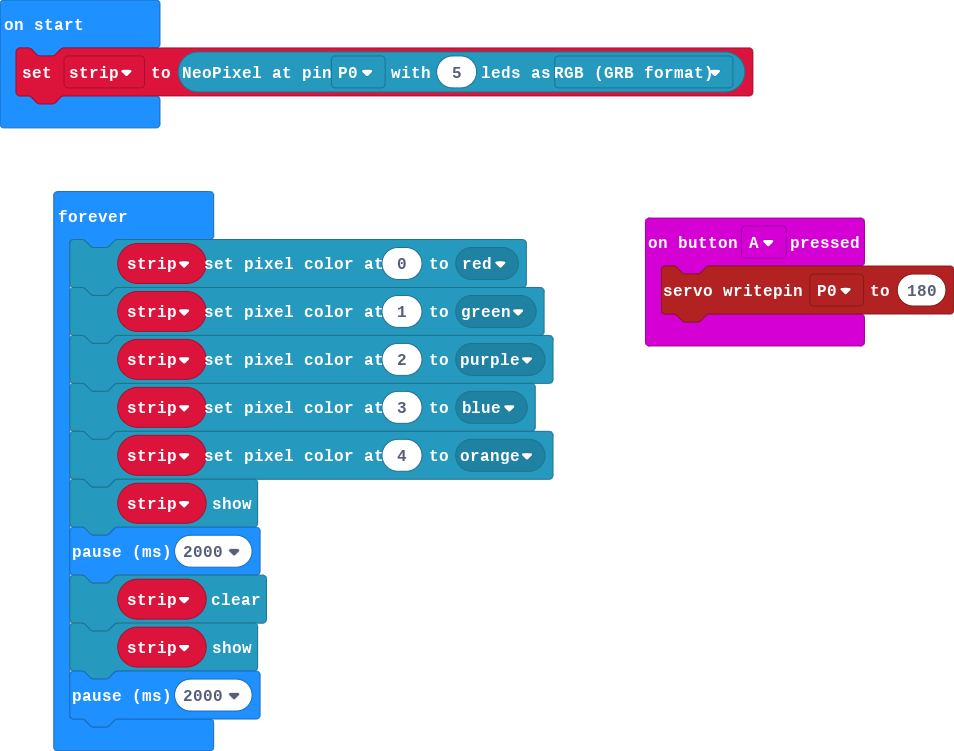 on start
set strip to NeoPixel at pin P0 with 5 leds as RGB (GRB format)
forever
strip set pixel color at 0 to red
strip set pixel color at 1 to green
strip set pixel color at 2 to purple
strip set pixel color at 3 to blue
strip set pixel color at 4 to orange
strip show
pause (ms) 2000
strip clear
strip show
pause (ms) 2000
on button A pressed
servo writepin P0 to 180